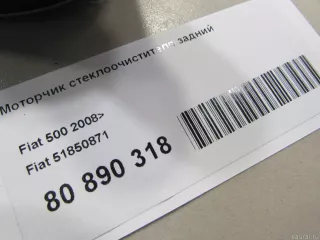 Моторчик стеклоочистителя задний
Fiat 500 2008>
Fiat 51850871
80 890 318